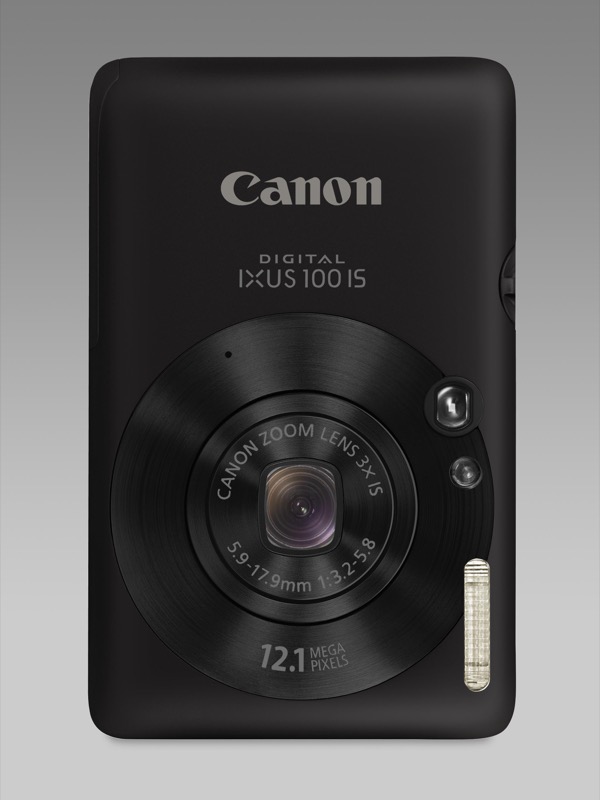 Canon
DIGITAL
IXUS 100 IS
CANON ZOOM LENS 3X IS
5.9-17.9mm 1:3.2-5.8
12.1 MEGA
PIXELS